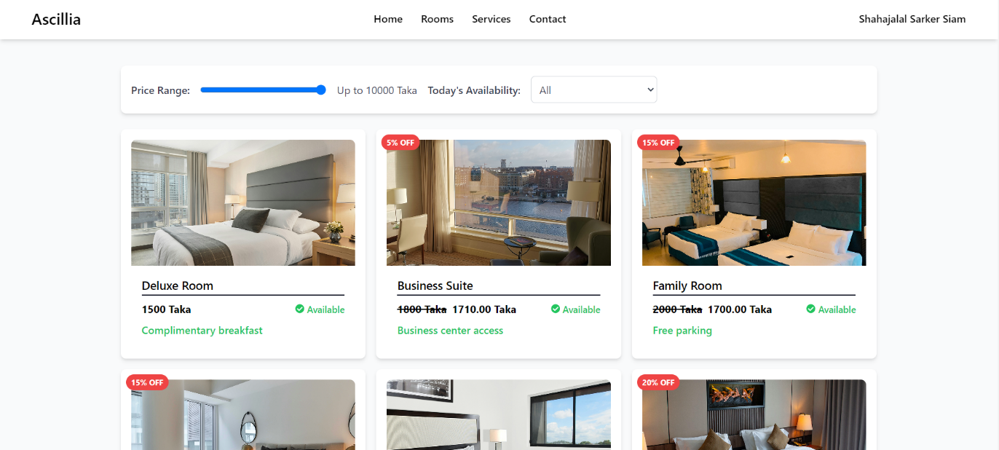 Ascillia
Home Rooms Services Contact
Shahajalal Sarker Siam
Price Range: Up to 10000 Taka Today's Availability: All
Deluxe Room
1500 Taka Available
Complimentary breakfast
5% OFF
Business Suite
1800 Taka 1710.00 Taka Available
Business center access
15% OFF
Family Room
2000 Taka 1700.00 Taka Available
Free parking
15% OFF
20% OFF